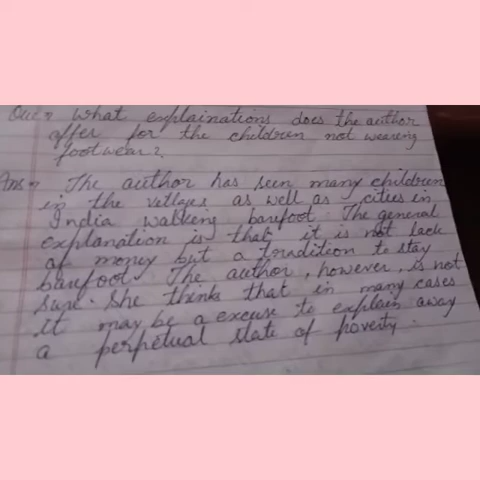 Que⇒ What explainations does the author
offer for the children not wearing
footwear?
Ans⇒ The author has seen many children
in the villages as well as cities in
India walking barefoot. The general
explanation is that it is not lack
of money but a tradition to stay
barefoot. The author, however, is not
sure. She thinks that in many cases
it may be a excuse to explain away
a perpetual state of poverty.